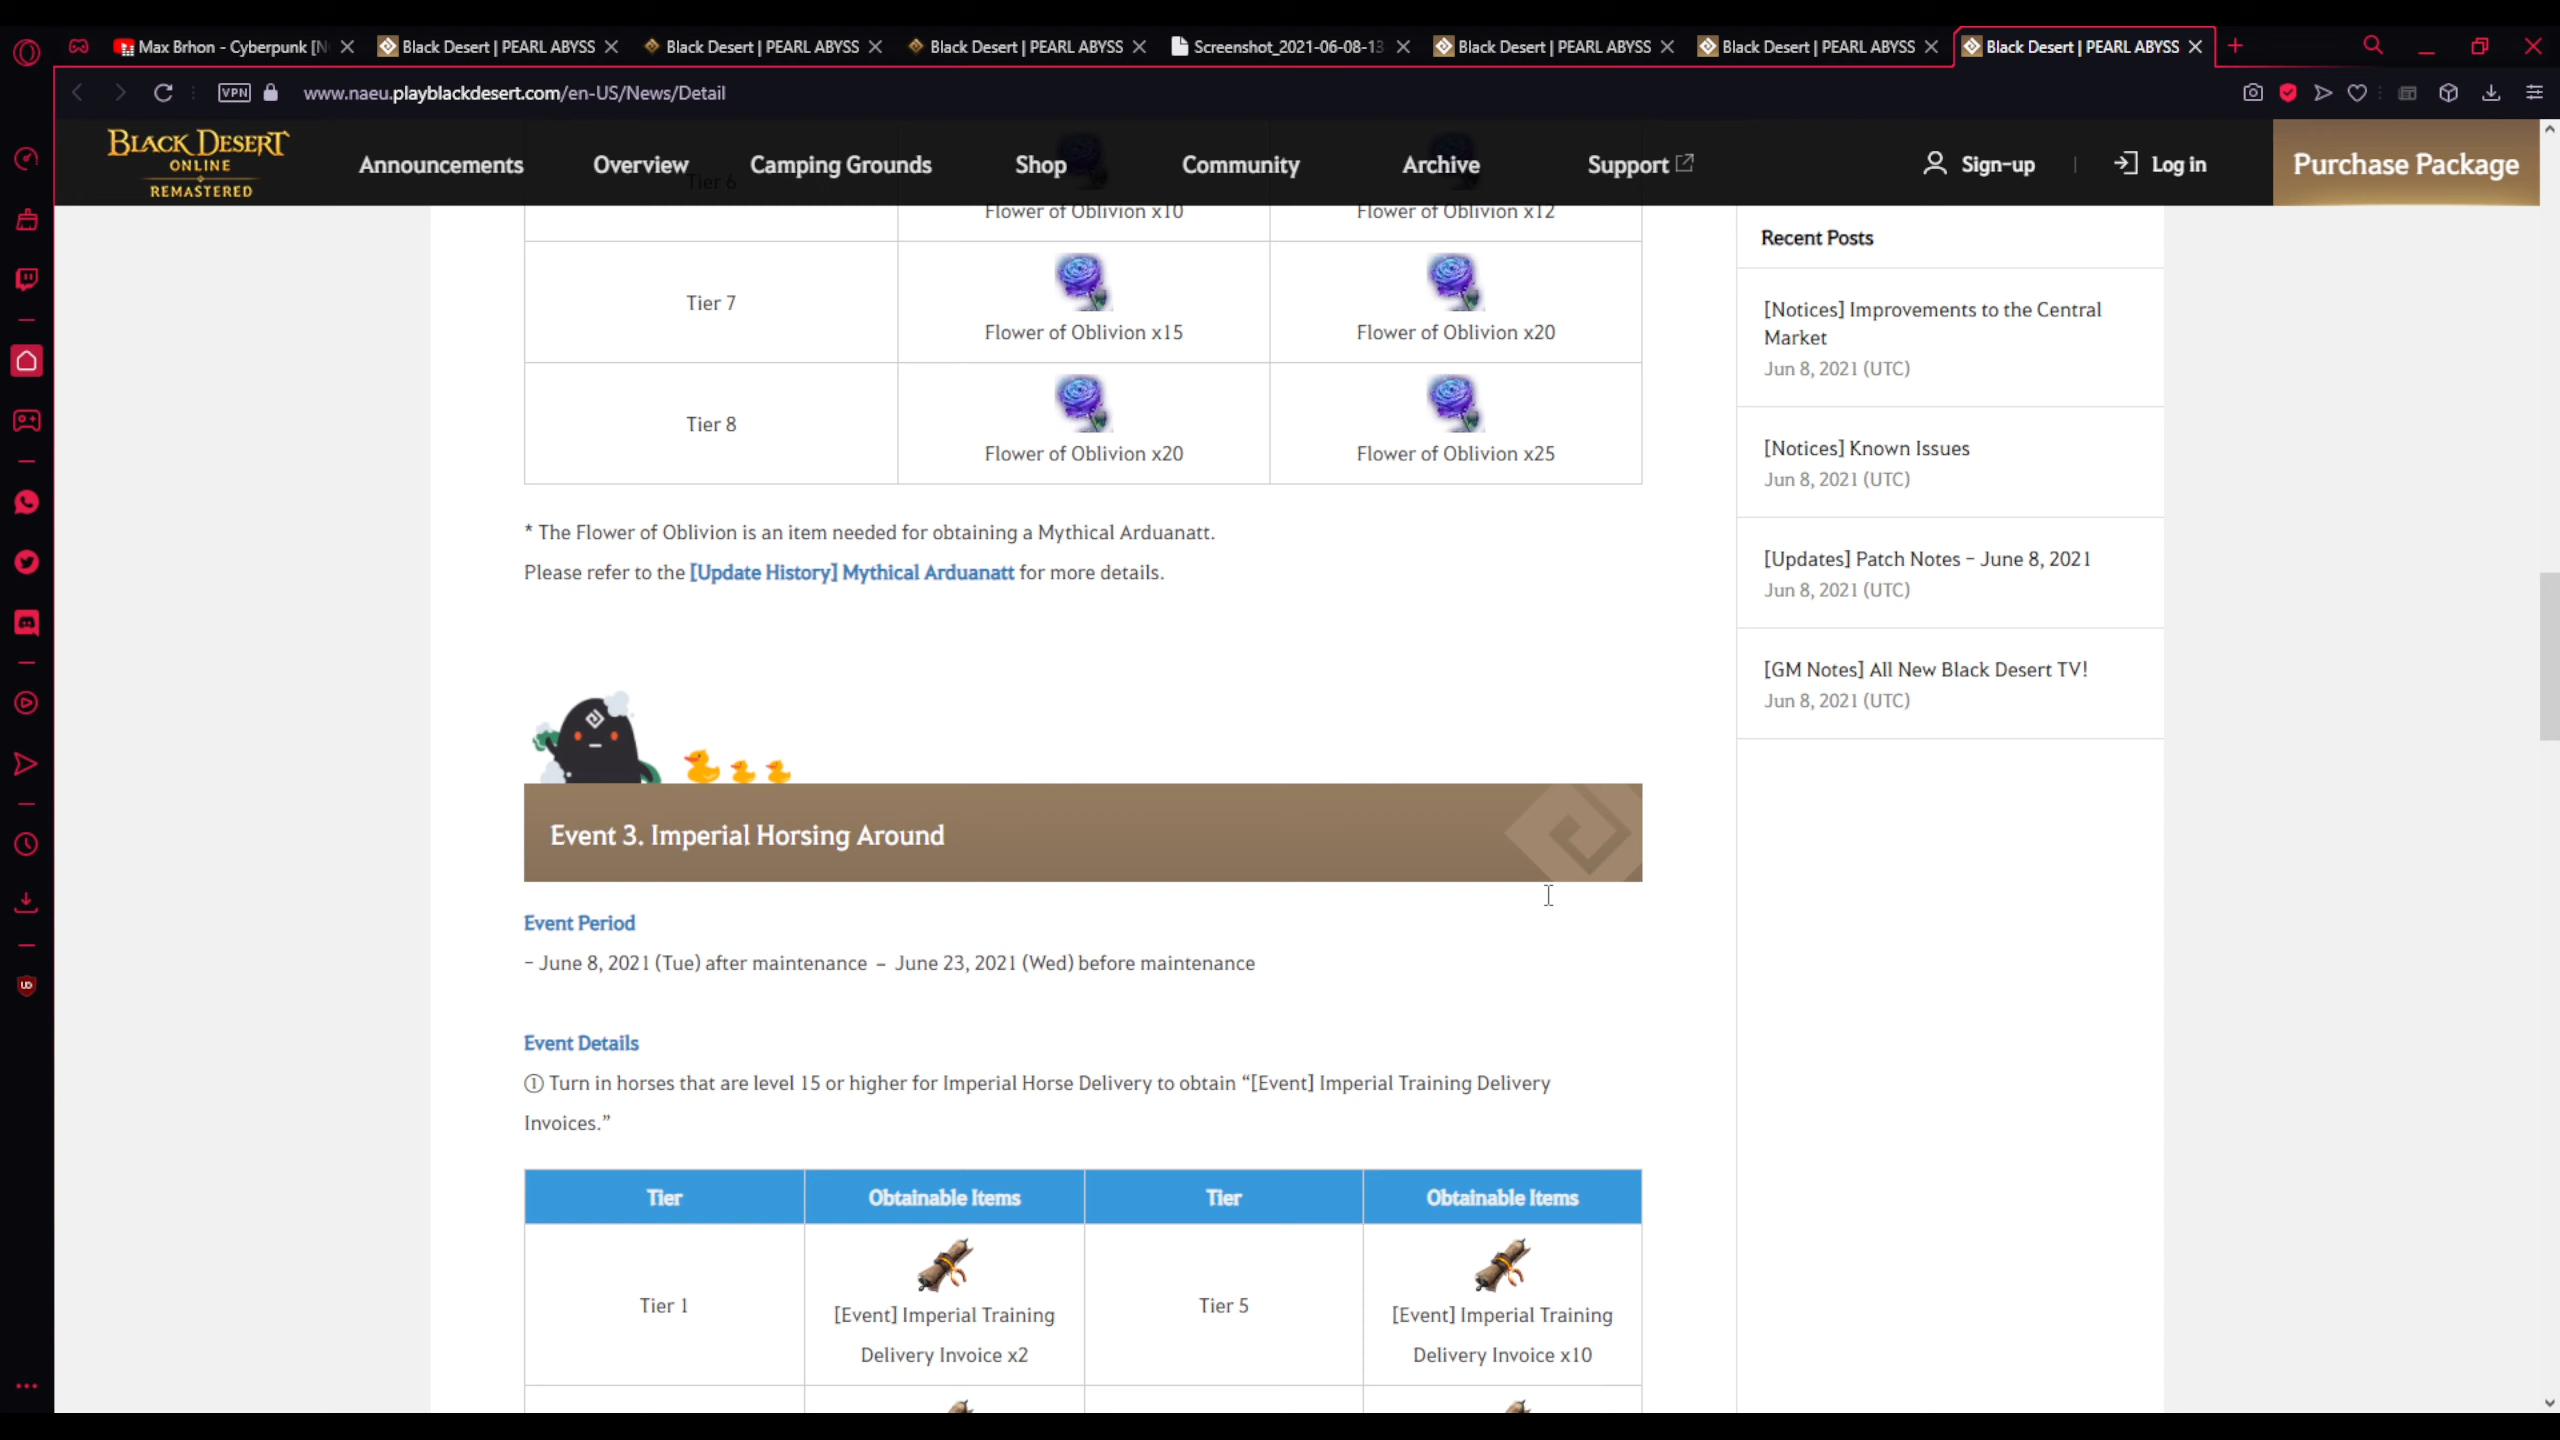 Max Brhon - Cyberpunk [N
Black Desert | PEARL ABYSS
Black Desert | PEARL ABYSS
Black Desert | PEARL ABYSS
Screenshot_2021-06-08-13
Black Desert | PEARL ABYSS
Black Desert | PEARL ABYSS
Black Desert | PEARL ABYSS
VPN
www.naeu.playblackdesert.com/en-US/News/Detail
BLACK DESERT
ONLINE
REMASTERED
Announcements
Overview
Camping Grounds
Shop
Community
Archive
Support
Sign-up
Log in
Purchase Package
Tier 6
Flower of Oblivion x10
Flower of Oblivion x12
Tier 7
Flower of Oblivion x15
Flower of Oblivion x20
Tier 8
Flower of Oblivion x20
Flower of Oblivion x25
* The Flower of Oblivion is an item needed for obtaining a Mythical Arduanatt.
Please refer to the [Update History] Mythical Arduanatt for more details.
Event 3. Imperial Horsing Around
Event Period
- June 8, 2021 (Tue) after maintenance – June 23, 2021 (Wed) before maintenance
Event Details
① Turn in horses that are level 15 or higher for Imperial Horse Delivery to obtain “[Event] Imperial Training Delivery
Invoices.”
Tier
Obtainable Items
Tier
Obtainable Items
Tier 1
[Event] Imperial Training
Delivery Invoice x2
Tier 5
[Event] Imperial Training
Delivery Invoice x10
Recent Posts
[Notices] Improvements to the Central
Market
Jun 8, 2021 (UTC)
[Notices] Known Issues
Jun 8, 2021 (UTC)
[Updates] Patch Notes - June 8, 2021
Jun 8, 2021 (UTC)
[GM Notes] All New Black Desert TV!
Jun 8, 2021 (UTC)